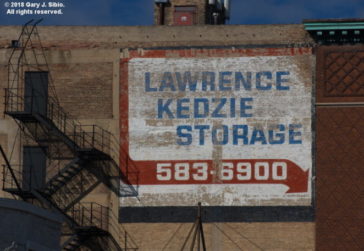 © 2018 Gary J. Sibio.
All rights reserved.
LAWRENCE
KEDZIE
STORAGE
583-6900